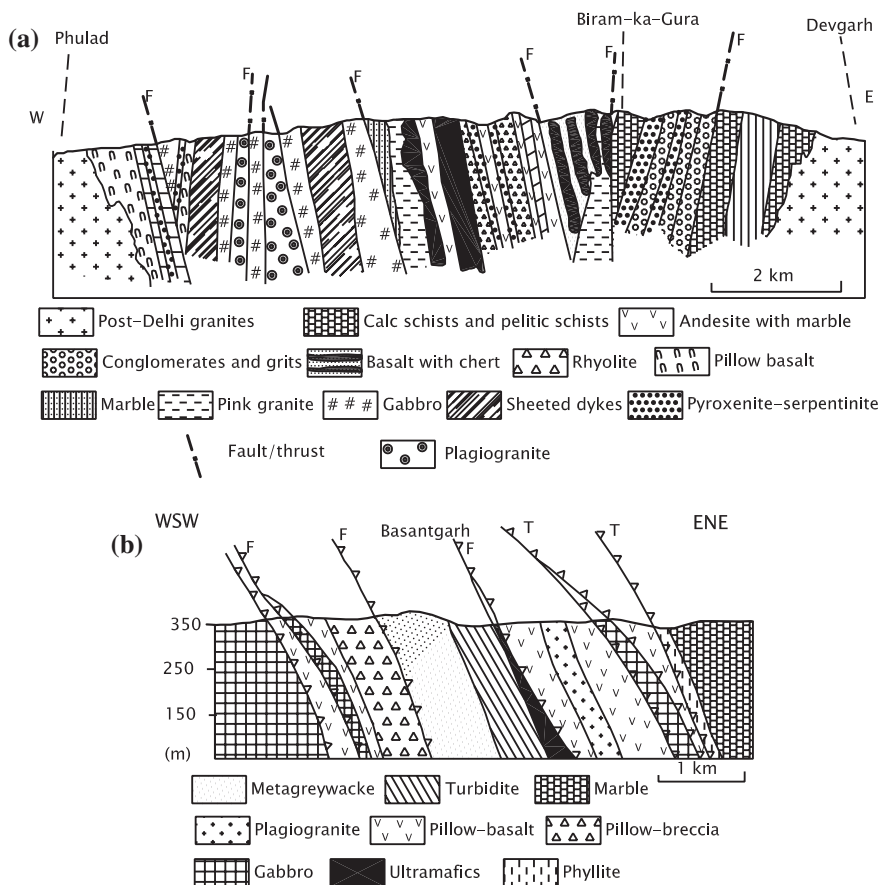 (a)
Phulad
Biram-ka-Gura
Devgarh
F F F F F F
W
E
2 km
Post-Delhi granites Calc schists and pelitic schists Andesite with marble
Conglomerates and grits Basalt with chert Rhyolite Pillow basalt
Marble Pink granite Gabbro Sheeted dykes Pyroxenite-serpentinite
Fault/thrust Plagiogranite
(b)
WSW
Basantgarh
ENE
F F F T T
350
250
150
(m)
1 km
Metagreywacke Turbidite Marble
Plagiogranite Pillow-basalt Pillow-breccia
Gabbro Ultramafics Phyllite